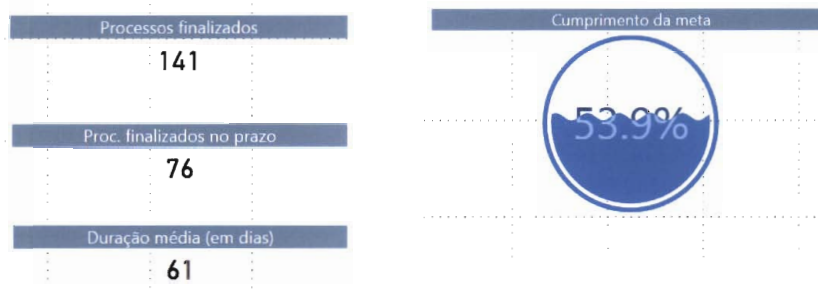 Processos finalizados
141
Proc. finalizados no prazo
76
Duração média (em dias)
61
Cumprimento da meta
53.9%